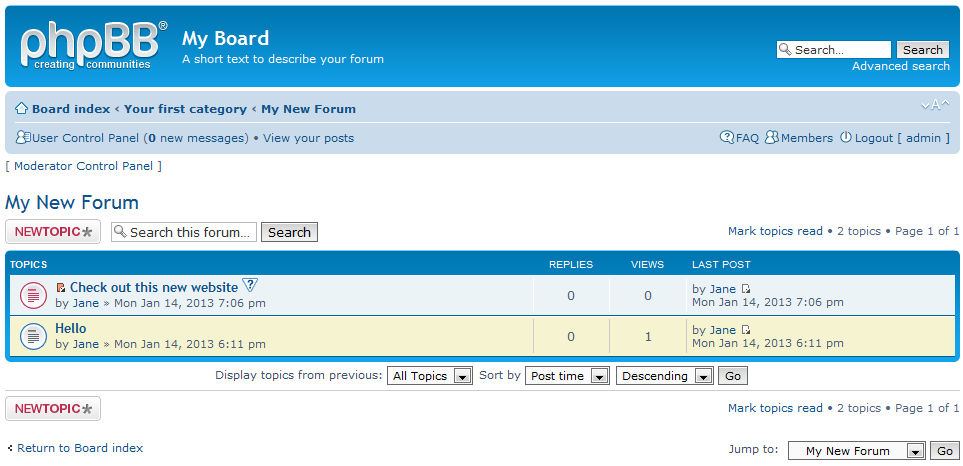 phpBB®
creating communities
My Board
A short text to describe your forum
Search... Search
Advanced search
Board index ‹ Your first category ‹ My New Forum
A
User Control Panel (0 new messages) • View your posts
FAQ Members Logout [ admin ]
[ Moderator Control Panel ]
My New Forum
NEWTOPIC* Search this forum... Search
Mark topics read • 2 topics • Page 1 of 1
TOPICS REPLIES VIEWS LAST POST
Check out this new website ? 0 0 by Jane
by Jane » Mon Jan 14, 2013 7:06 pm Mon Jan 14, 2013 7:06 pm
Hello 0 1 by Jane
by Jane » Mon Jan 14, 2013 6:11 pm Mon Jan 14, 2013 6:11 pm
Display topics from previous: All Topics Sort by Post time Descending Go
NEWTOPIC* Mark topics read • 2 topics • Page 1 of 1
Return to Board index Jump to: My New Forum Go